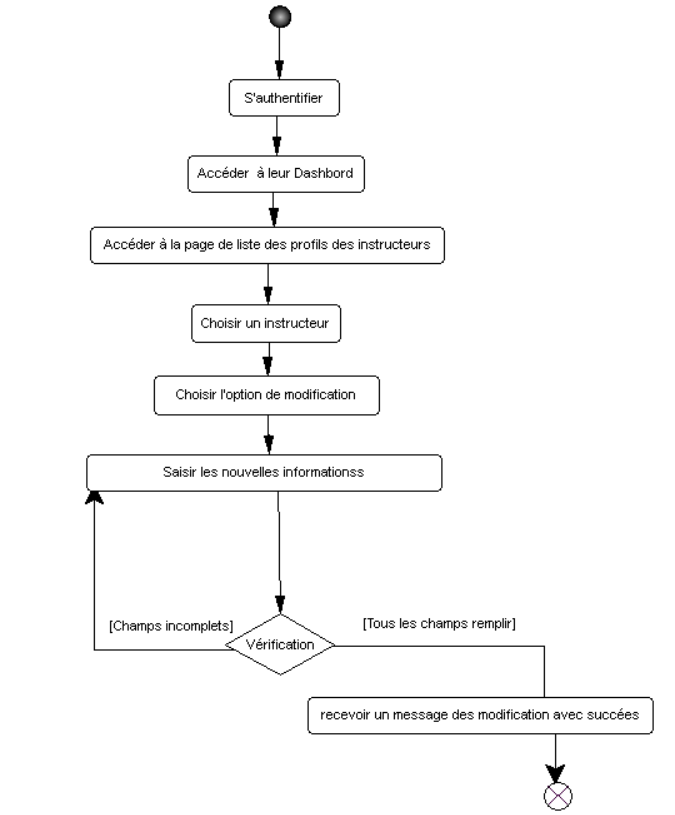 S'authentifier
Accéder à leur Dashbord
Accéder à la page de liste des profils des instructeurs
Choisir un instructeur
Choisir l'option de modification
Saisir les nouvelles informationss
[Champs incomplets]
[Tous les champs remplir]
Vérification
recevoir un message des modification avec succées